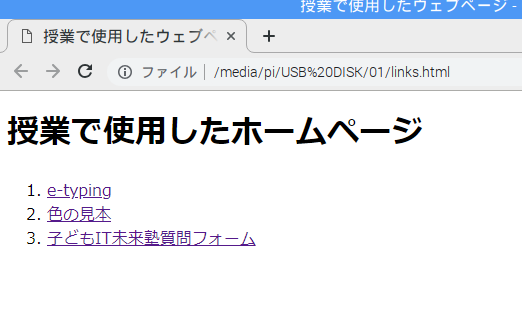 授業で使用したウェブページ -
授業で使用したウェブペ
ファイル | /media/pi/USB%20DISK/01/links.html
授業で使用したホームページ
1. e-typing
2. 色の見本
3. 子どもIT未来塾質問フォーム